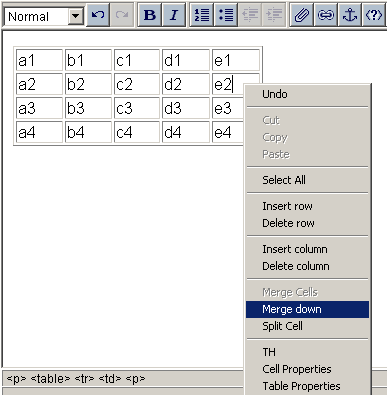 Normal B I <?>
a1 b1 c1 d1 e1
a2 b2 c2 d2 e2
a3 b3 c3 d3 e3
a4 b4 c4 d4 e4
Undo
Cut
Copy
Paste
Select All
Insert row
Delete row
Insert column
Delete column
Merge Cells
Merge down
Split Cell
TH
Cell Properties
Table Properties
<p> <table> <tr> <td> <p>